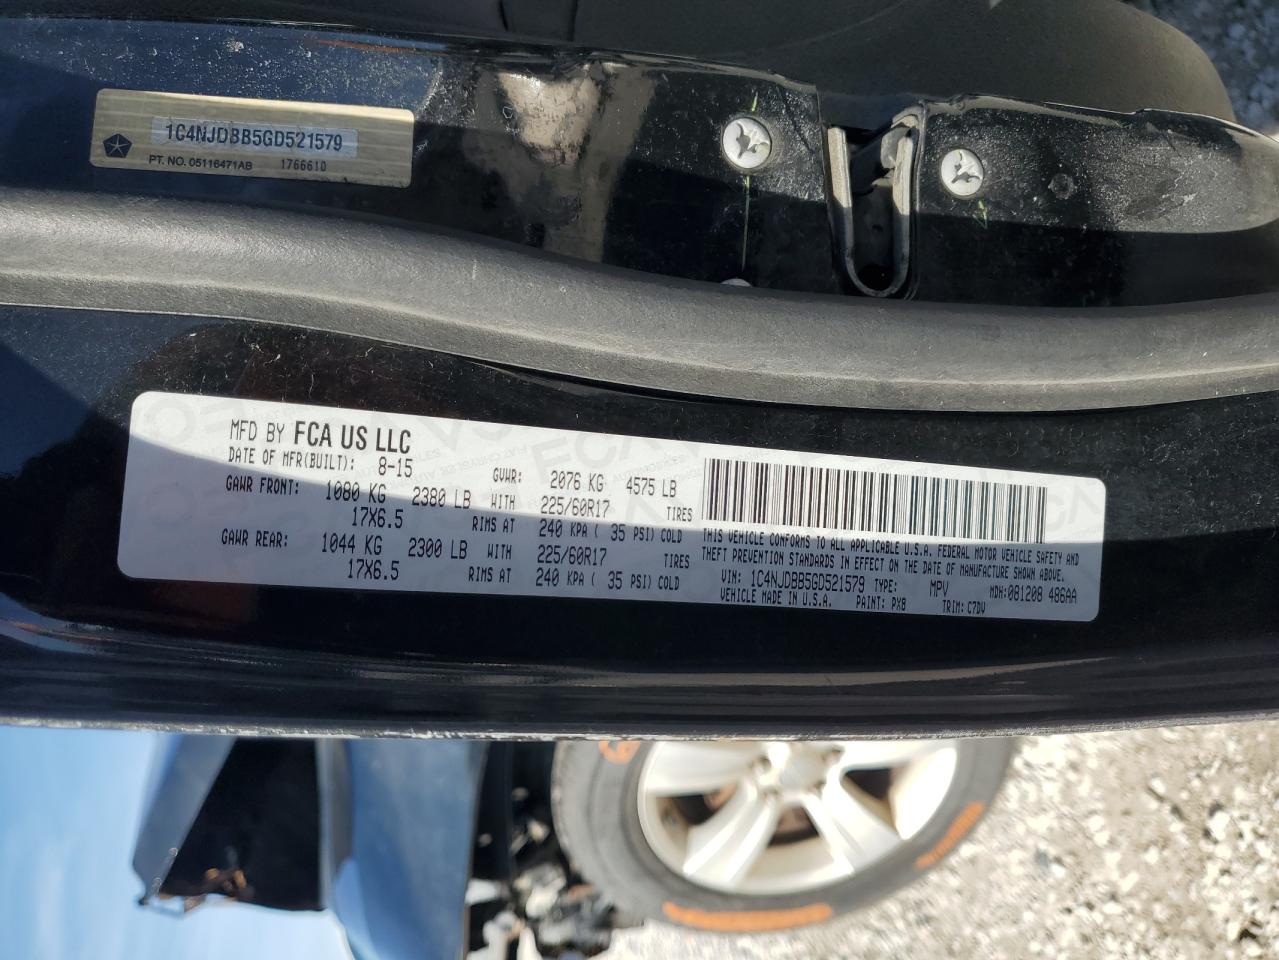 1C4NJDBB5GD521579
PT. NO. 05116471AB 1766610
MFD BY FCA US LLC
DATE OF MFR(BUILT): 8-15 GVWR: 2076 KG 4575 LB
GAWR FRONT: 1080 KG 2380 LB WITH 225/60R17 TIRES
17X6.5 RIMS AT 240 KPA ( 35 PSI) COLD
GAWR REAR: 1044 KG 2300 LB WITH 225/60R17 TIRES
17X6.5 RIMS AT 240 KPA ( 35 PSI) COLD
THIS VEHICLE CONFORMS TO ALL APPLICABLE U.S.A. FEDERAL MOTOR VEHICLE SAFETY AND
THEFT PREVENTION STANDARDS IN EFFECT ON THE DATE OF MANUFACTURE SHOWN ABOVE.
VIN: 1C4NJDBB5GD521579 TYPE: MPV MDH:081208 486AA
VEHICLE MADE IN U.S.A. PAINT: PX8 TRIM: C7DV